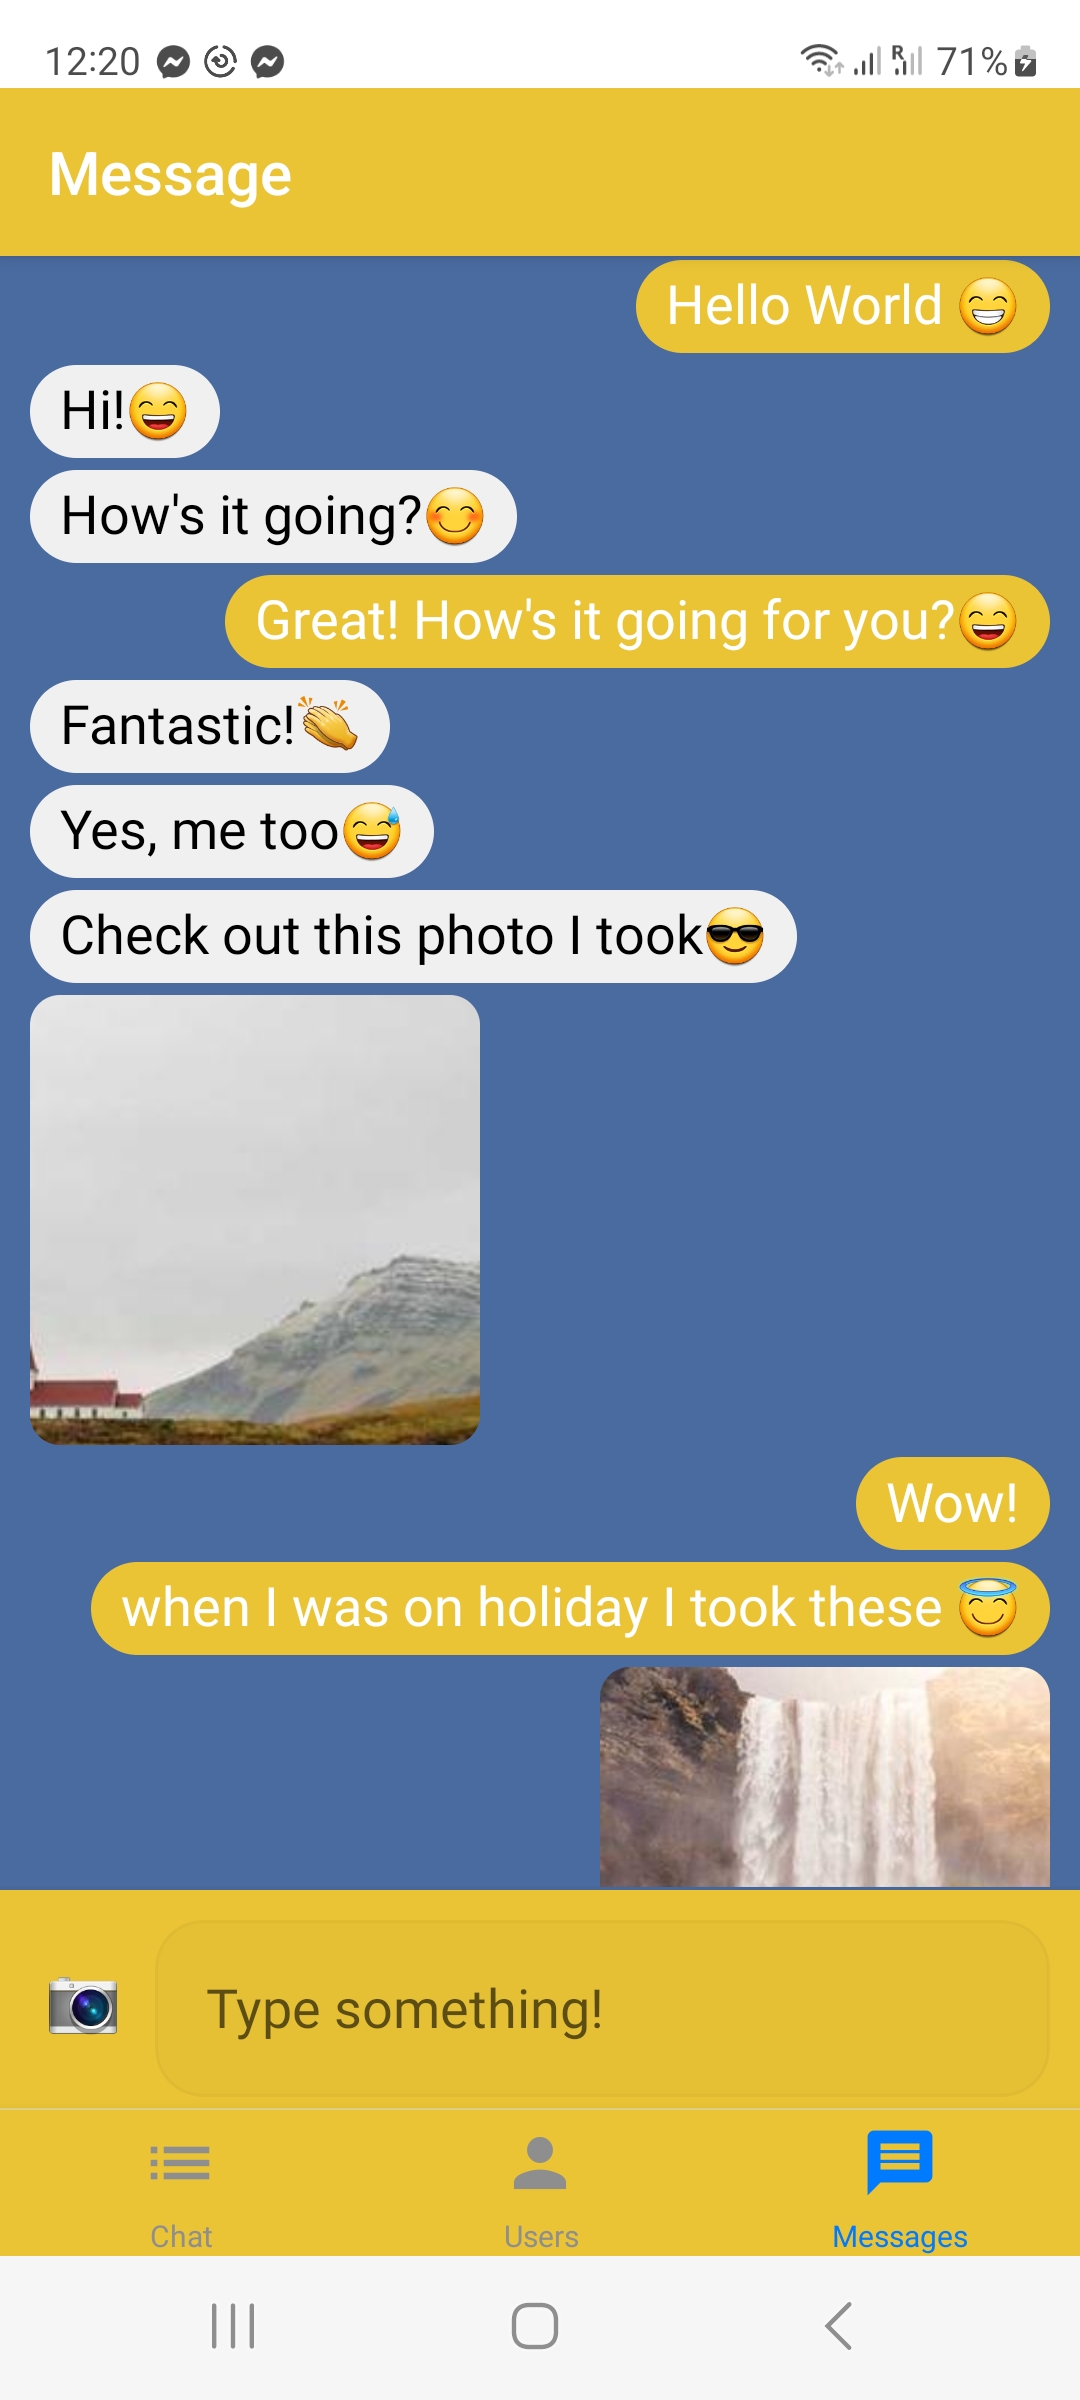 12:20 R 71%
Message
Hello World 😁
Hi!😄
How's it going?😊
Great! How's it going for you?😄
Fantastic!👏
Yes, me too😅
Check out this photo I took😎
Wow!
when I was on holiday I took these 😇
Type something!
Chat Users Messages